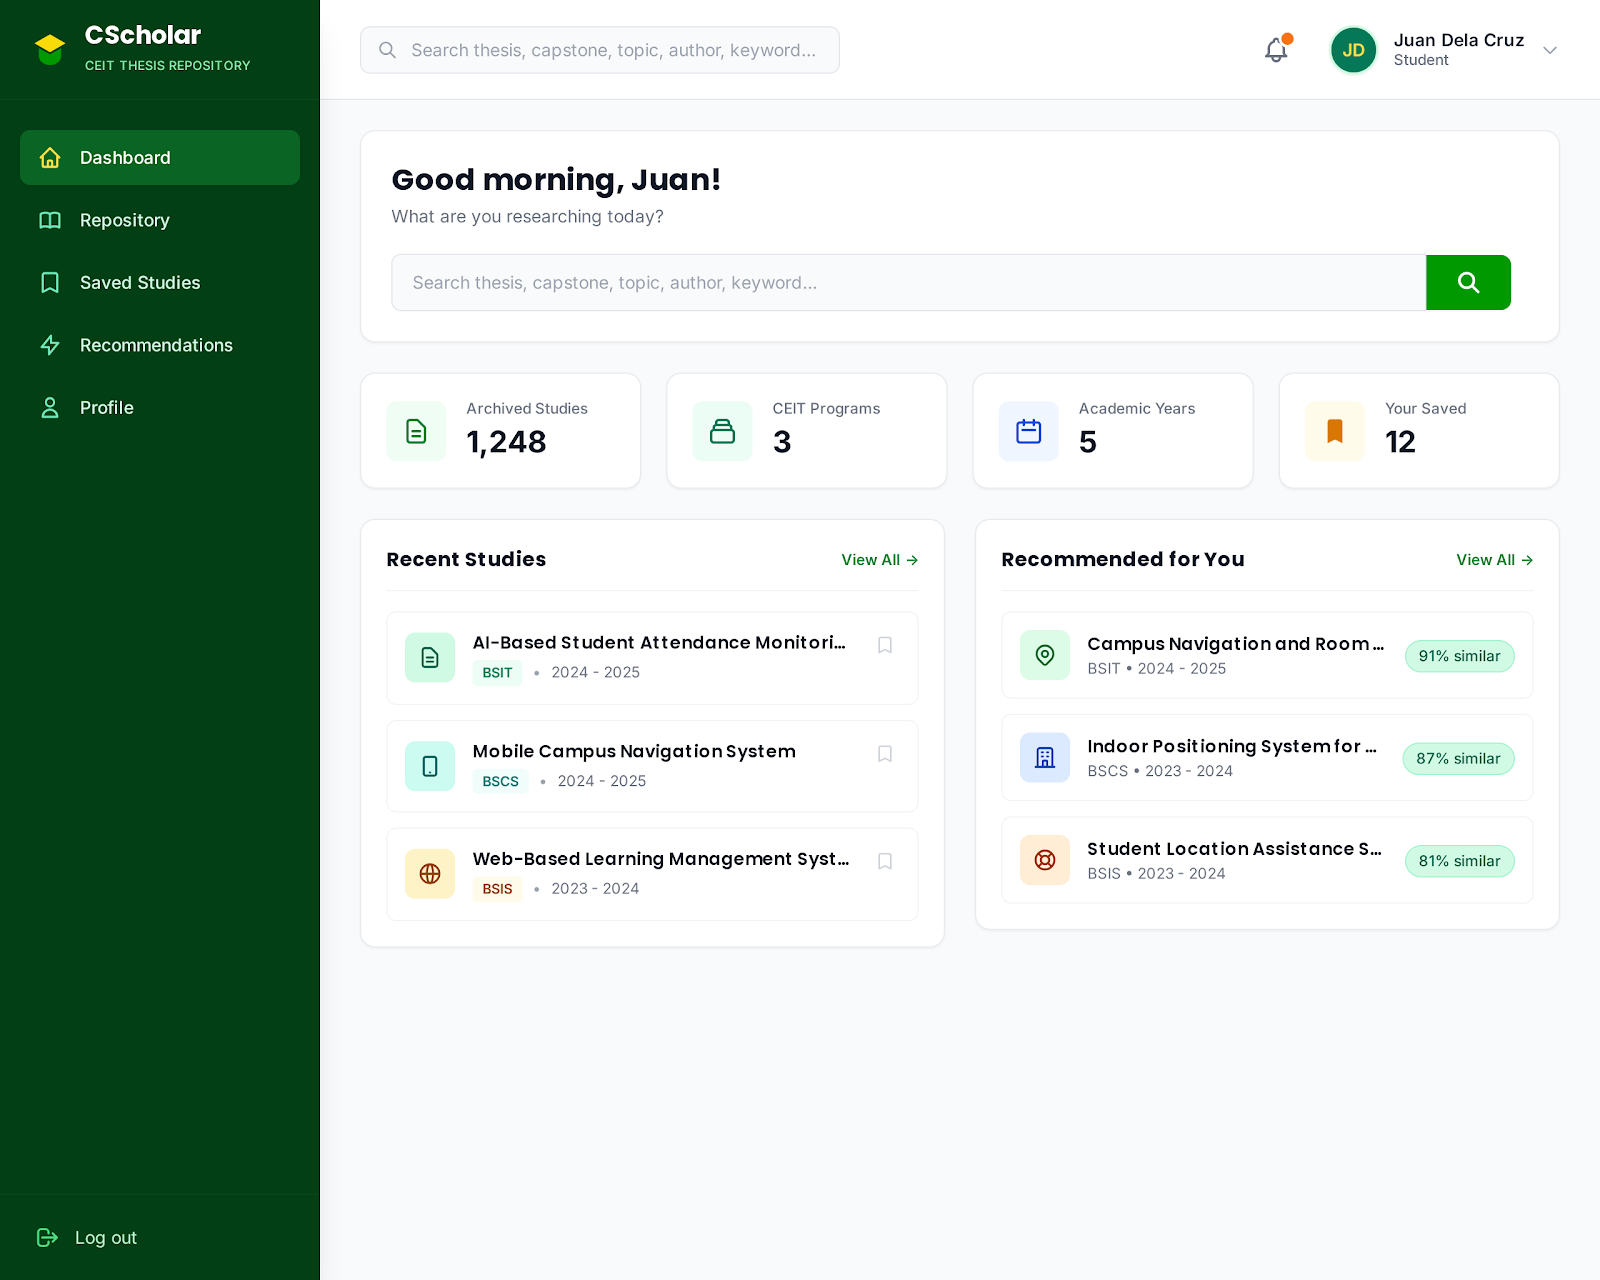 CScholar
CEIT THESIS REPOSITORY
Dashboard
Repository
Saved Studies
Recommendations
Profile
Log out
Search thesis, capstone, topic, author, keyword...
JD
Juan Dela Cruz
Student
Good morning, Juan!
What are you researching today?
Search thesis, capstone, topic, author, keyword...
Archived Studies
1,248
CEIT Programs
3
Academic Years
5
Your Saved
12
Recent Studies
View All →
AI-Based Student Attendance Monitori...
BSIT • 2024 - 2025
Mobile Campus Navigation System
BSCS • 2024 - 2025
Web-Based Learning Management Syst...
BSIS • 2023 - 2024
Recommended for You
View All →
Campus Navigation and Room ...
BSIT • 2024 - 2025
91% similar
Indoor Positioning System for ...
BSCS • 2023 - 2024
87% similar
Student Location Assistance S...
BSIS • 2023 - 2024
81% similar